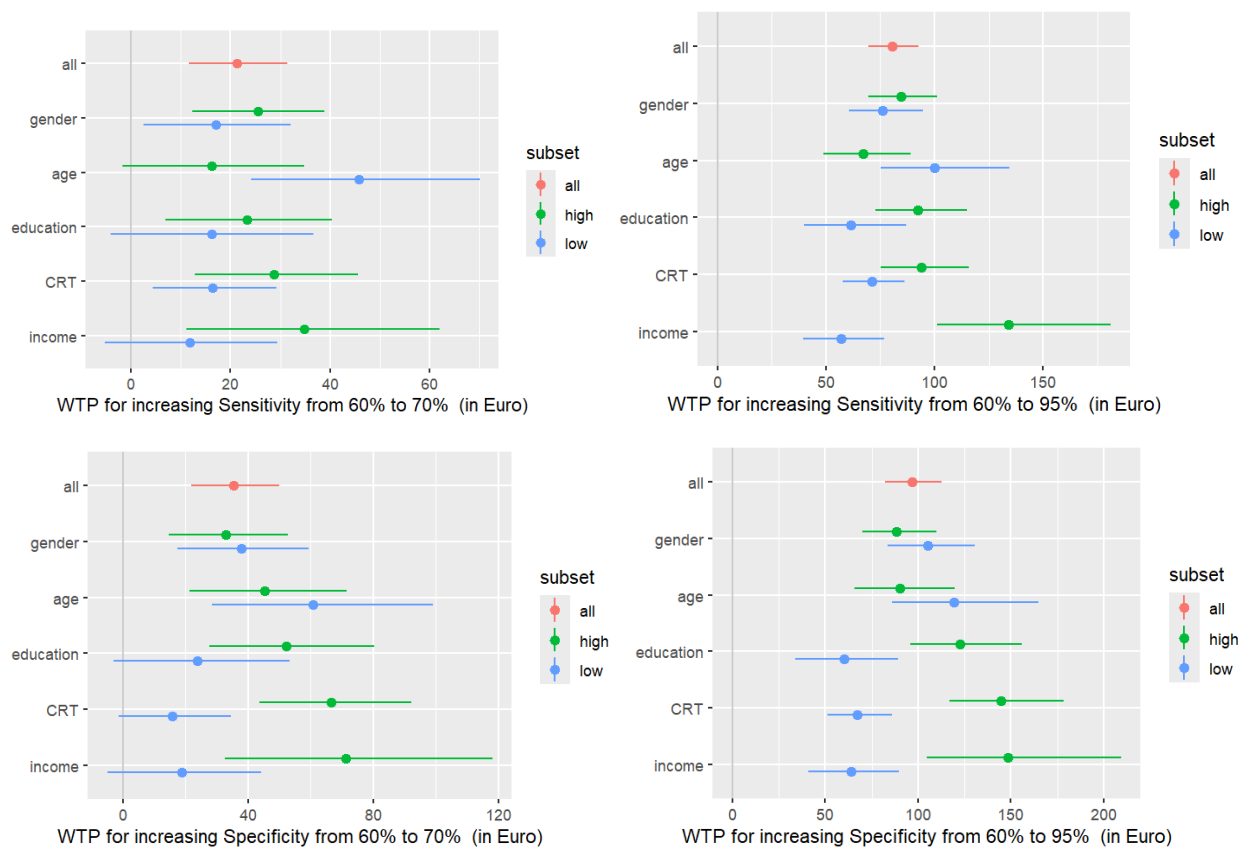 all
gender
age
education
CRT
income
0 20 40 60
WTP for increasing Sensitivity from 60% to 70% (in Euro)
subset
all
high
low
all
gender
age
education
CRT
income
0 50 100 150
WTP for increasing Sensitivity from 60% to 95% (in Euro)
subset
all
high
low
all
gender
age
education
CRT
income
0 40 80 120
WTP for increasing Specificity from 60% to 70% (in Euro)
subset
all
high
low
all
gender
age
education
CRT
income
0 50 100 150 200
WTP for increasing Specificity from 60% to 95% (in Euro)
subset
all
high
low